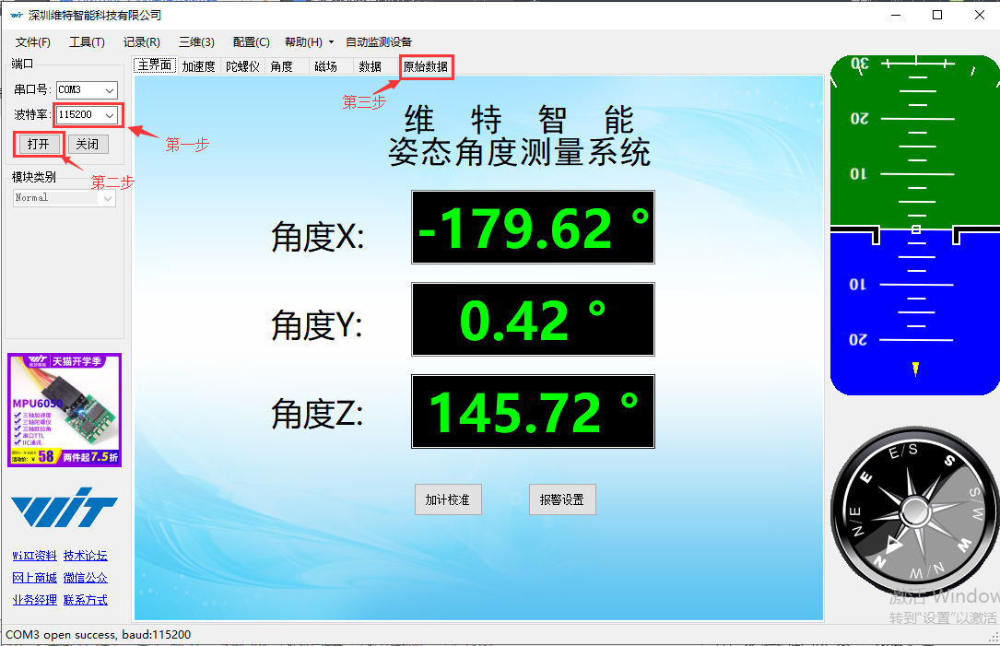 深圳维特智能科技有限公司
文件(F) 工具(T) 记录(R) 三维(3) 配置(C) 帮助(H) 自动监测设备
端口
主界面 加速度 陀螺仪 角度 磁场 数据 原始数据
串口号: COM3
波特率: 115200
打开 关闭
第一步
第二步
第三步
模块类别
Normal
维 特 智 能
姿态角度测量系统
角度X: -179.62 °
角度Y: 0.42 °
角度Z: 145.72 °
加计校准 报警设置
30
20
10
10
20
E/S
S
S/W
W
N/W
N
N/E
E
WIT 天猫开学季
MPU6050
三轴加速度
三轴陀螺仪
三轴欧拉角
串口TTL
IIC通讯
58 两件起7.5折
WIT
WiKI资料 技术论坛
网上商城 微信公众
业务经理 联系方式
激活 Window
转到"设置"以激活
COM3 open success, baud:115200